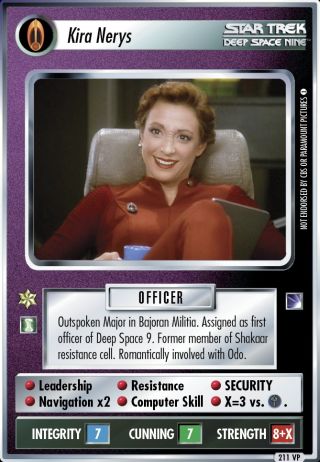 Kira Nerys
STAR TREK
DEEP SPACE NINE
NOT ENDORSED BY CBS OR PARAMOUNT PICTURES
OFFICER
Outspoken Major in Bajoran Militia. Assigned as first
officer of Deep Space 9. Former member of Shakaar
resistance cell. Romantically involved with Odo.
Leadership Resistance SECURITY
Navigation x2 Computer Skill X=3 vs. .
INTEGRITY 7 CUNNING 7 STRENGTH 8+X
211 VP